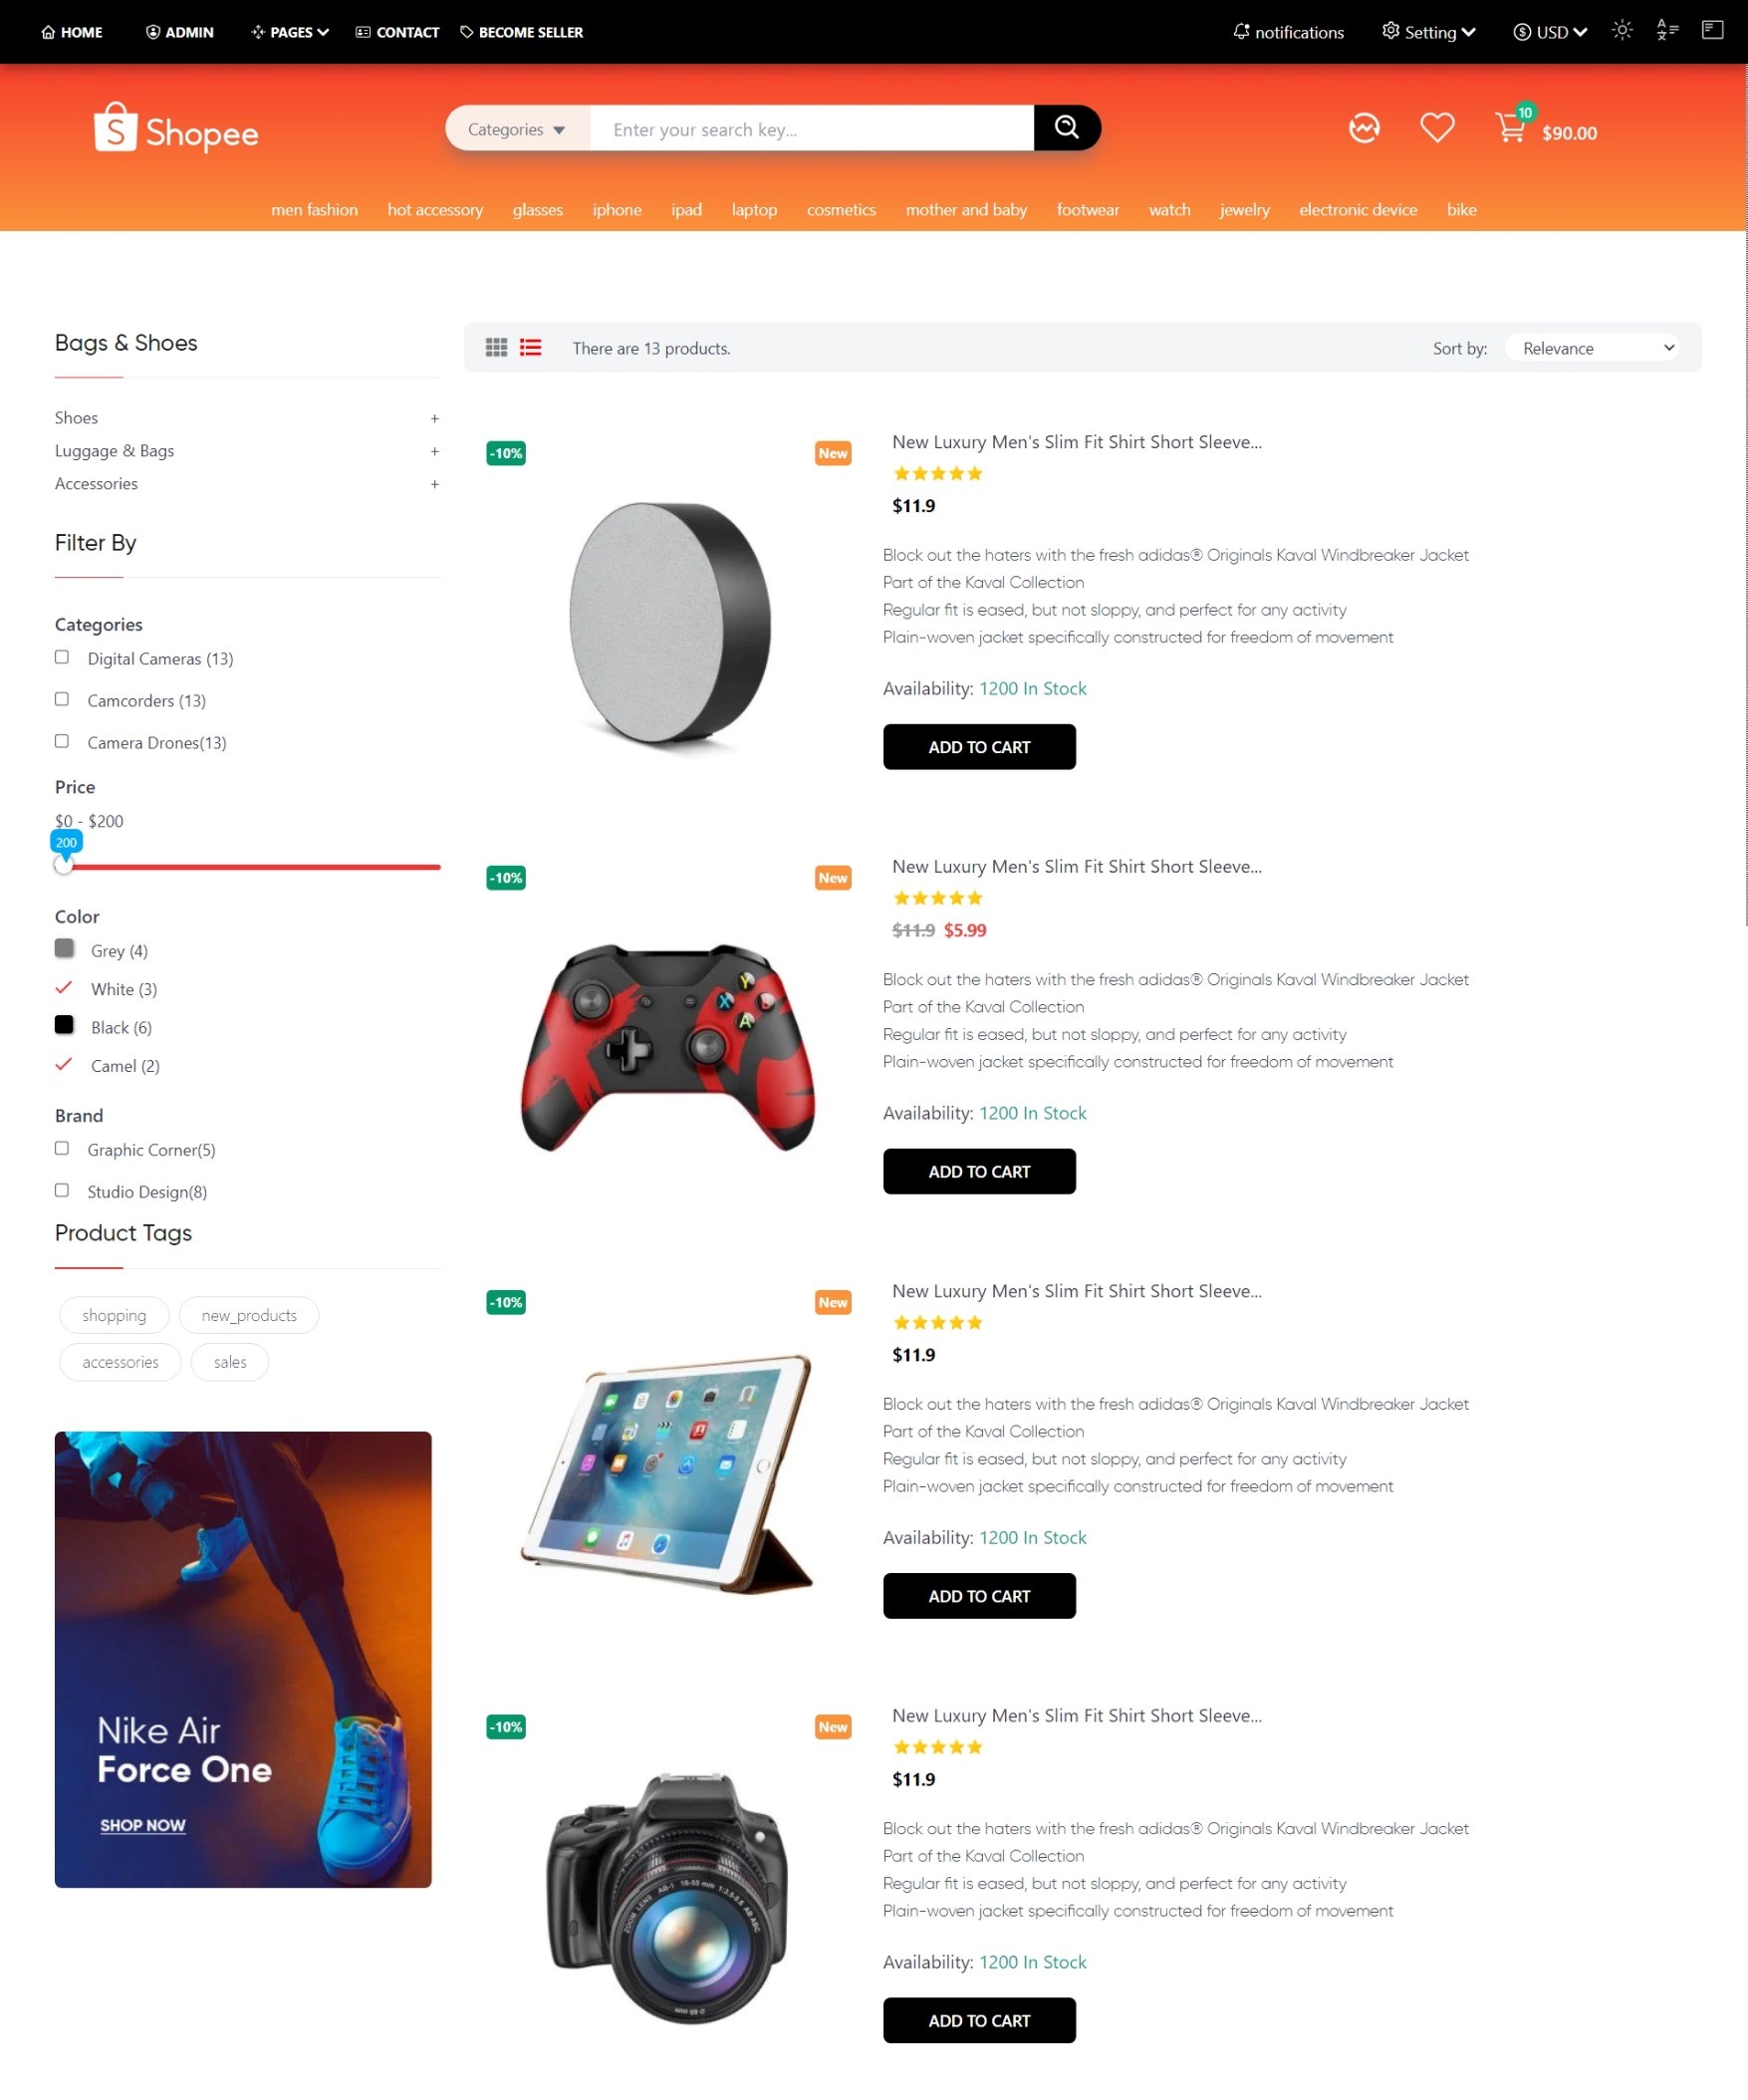 HOME ADMIN PAGES CONTACT BECOME SELLER notifications Setting USD
Shopee Categories Enter your search key... 10 $90.00
men fashion hot accessory glasses iphone ipad laptop cosmetics mother and baby footwear watch jewelry electronic device bike
Bags & Shoes
Shoes +
Luggage & Bags +
Accessories +
Filter By
Categories
Digital Cameras (13)
Camcorders (13)
Camera Drones(13)
Price
$0 - $200
200
Color
Grey (4)
White (3)
Black (6)
Camel (2)
Brand
Graphic Corner(5)
Studio Design(8)
Product Tags
shopping new_products
accessories sales
Nike Air
Force One
SHOP NOW
There are 13 products. Sort by: Relevance
-10% New
New Luxury Men's Slim Fit Shirt Short Sleeve...
$11.9
Block out the haters with the fresh adidas® Originals Kaval Windbreaker Jacket
Part of the Kaval Collection
Regular fit is eased, but not sloppy, and perfect for any activity
Plain-woven jacket specifically constructed for freedom of movement
Availability: 1200 In Stock
ADD TO CART
-10% New
Y
X
A
New Luxury Men's Slim Fit Shirt Short Sleeve...
$11.9 $5.99
Block out the haters with the fresh adidas® Originals Kaval Windbreaker Jacket
Part of the Kaval Collection
Regular fit is eased, but not sloppy, and perfect for any activity
Plain-woven jacket specifically constructed for freedom of movement
Availability: 1200 In Stock
ADD TO CART
-10% New
New Luxury Men's Slim Fit Shirt Short Sleeve...
$11.9
Block out the haters with the fresh adidas® Originals Kaval Windbreaker Jacket
Part of the Kaval Collection
Regular fit is eased, but not sloppy, and perfect for any activity
Plain-woven jacket specifically constructed for freedom of movement
Availability: 1200 In Stock
ADD TO CART
-10% New
ZOOM LENS AB-1 18-55 mm 1:3.5-5.6 AB ABC
New Luxury Men's Slim Fit Shirt Short Sleeve...
$11.9
Block out the haters with the fresh adidas® Originals Kaval Windbreaker Jacket
Part of the Kaval Collection
Regular fit is eased, but not sloppy, and perfect for any activity
Plain-woven jacket specifically constructed for freedom of movement
Availability: 1200 In Stock
ADD TO CART